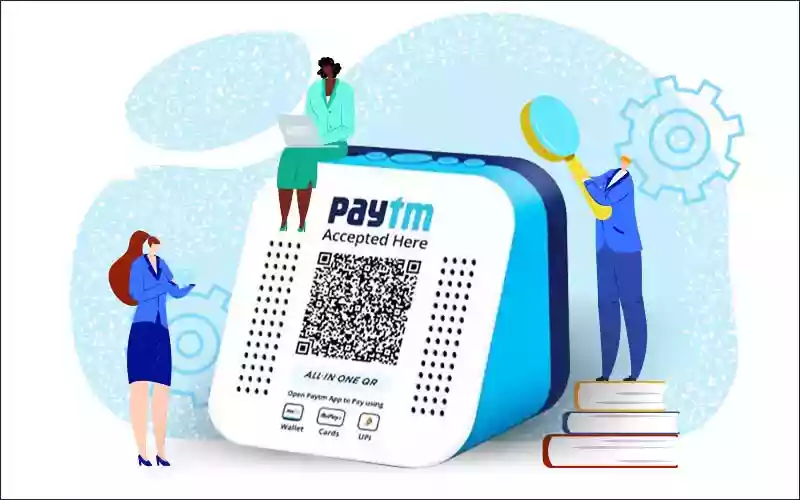 paytm
Accepted Here
ALL IN ONE QR
Open Paytm App to Pay using
Wallet
Cards
UPI